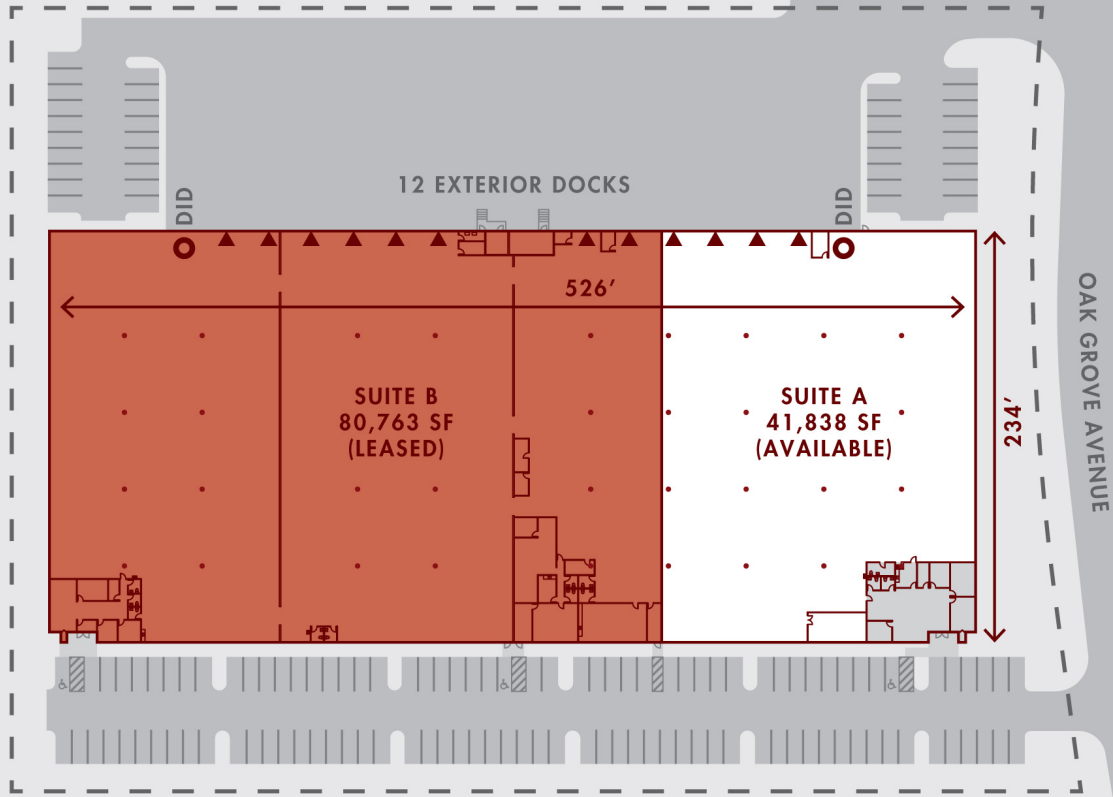 12 EXTERIOR DOCKS
DID
DID
526’
SUITE B
80,763 SF
(LEASED)
SUITE A
41,838 SF
(AVAILABLE)
234’
OAK GROVE AVENUE